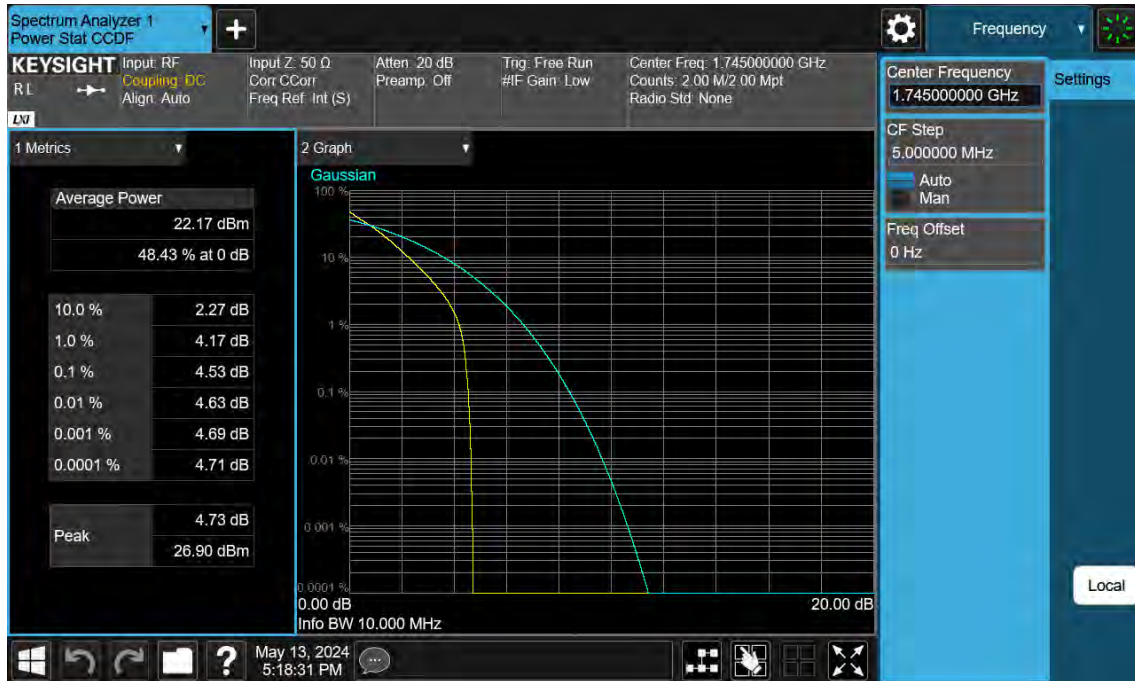 Spectrum Analyzer 1
Power Stat CCDF
+
Frequency
KEYSIGHT
RL
LXI
Input: RF
Coupling: DC
Align: Auto
Input Z: 50 Ω
Corr CCorr
Freq Ref: Int (S)
Atten: 20 dB
Preamp: Off
Trig: Free Run
#IF Gain: Low
Center Freq: 1.745000000 GHz
Counts: 2.00 M/2.00 Mpt
Radio Std: None
Center Frequency
1.745000000 GHz
Settings
CF Step
5.000000 MHz
Auto
Man
Freq Offset
0 Hz
1 Metrics
Average Power
22.17 dBm
48.43 % at 0 dB
10.0 % 2.27 dB
1.0 % 4.17 dB
0.1 % 4.53 dB
0.01 % 4.63 dB
0.001 % 4.69 dB
0.0001 % 4.71 dB
Peak
4.73 dB
26.90 dBm
2 Graph
Gaussian
100 %
10 %
1 %
0.1 %
0.01 %
0.001 %
0.0001 %
0.00 dB 20.00 dB
Info BW 10.000 MHz
Local
?
May 13, 2024
5:18:31 PM